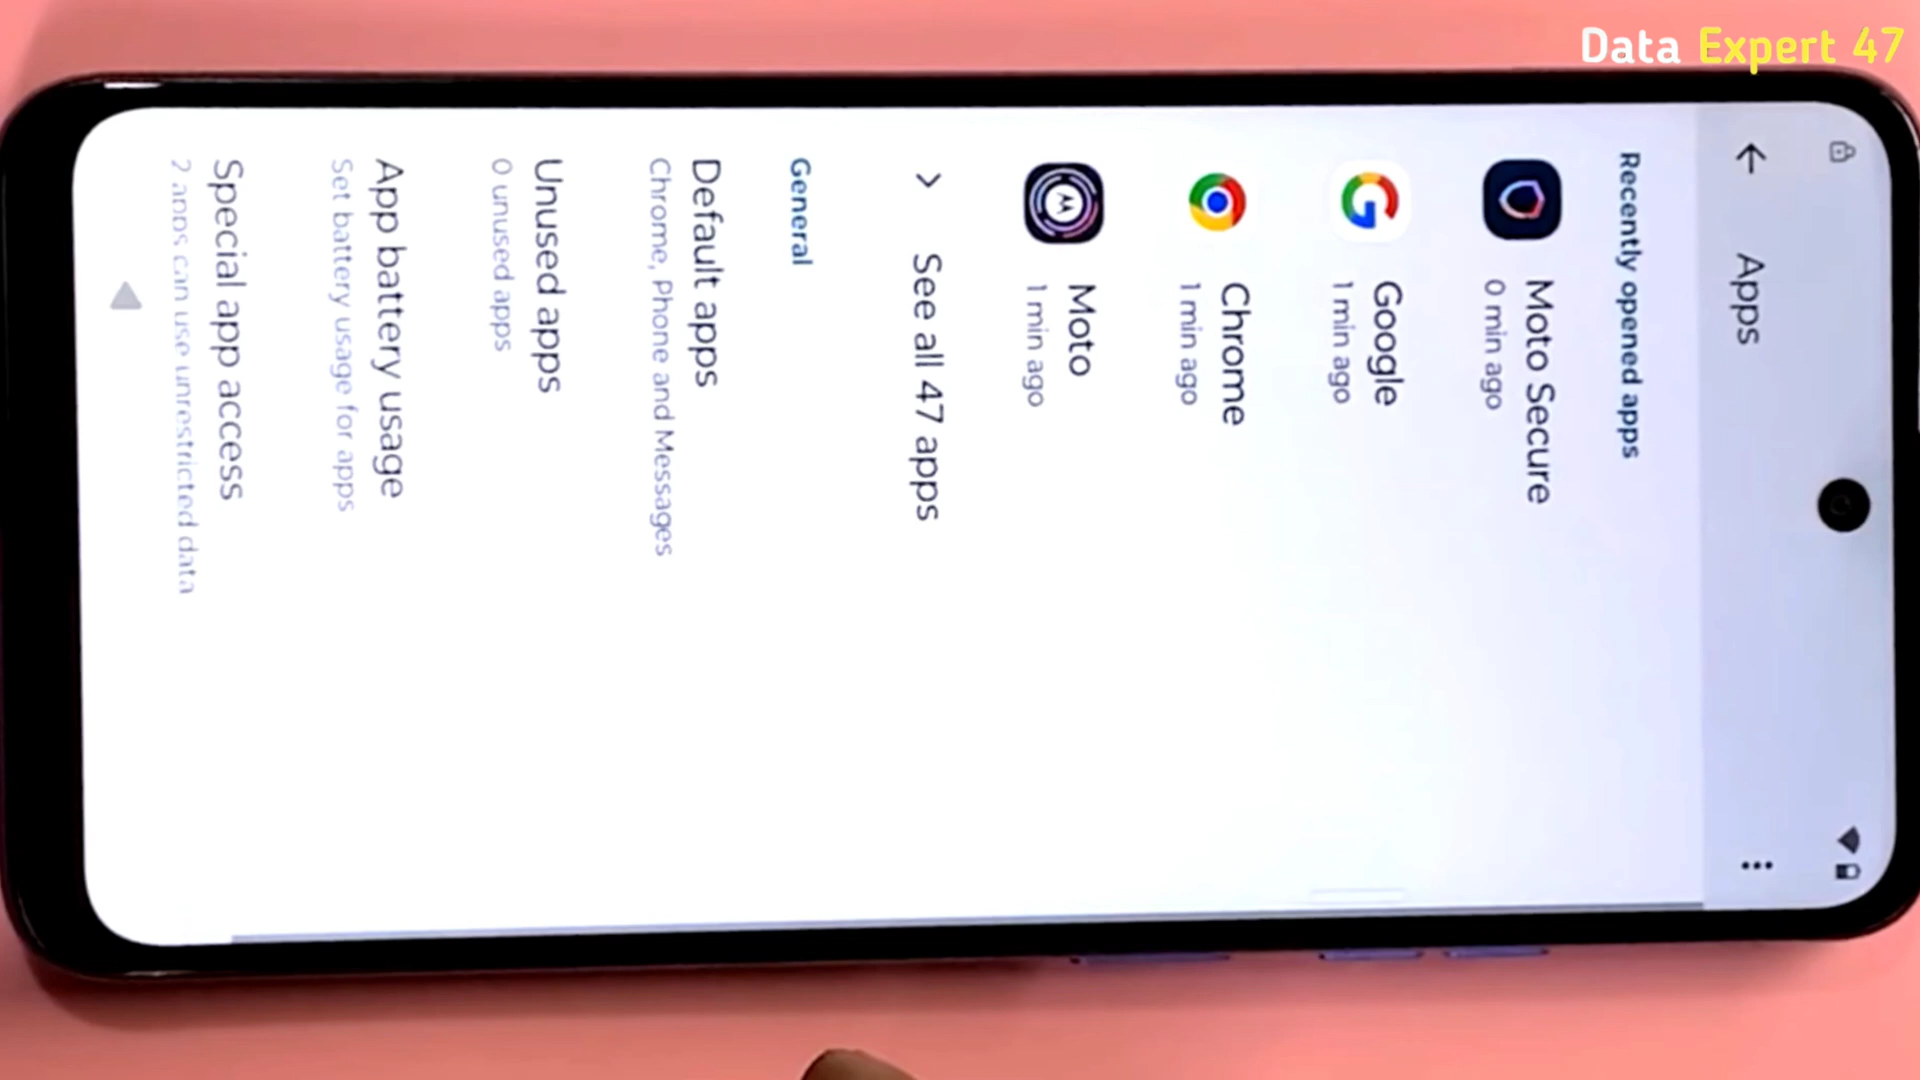 Data Expert 47
Apps
Recently opened apps
Moto Secure
0 min ago
Google
1 min ago
Chrome
1 min ago
Moto
1 min ago
See all 47 apps
General
Default apps
Chrome, Phone and Messages
Unused apps
0 unused apps
App battery usage
Set battery usage for apps
Special app access
2 apps can use unrestricted data